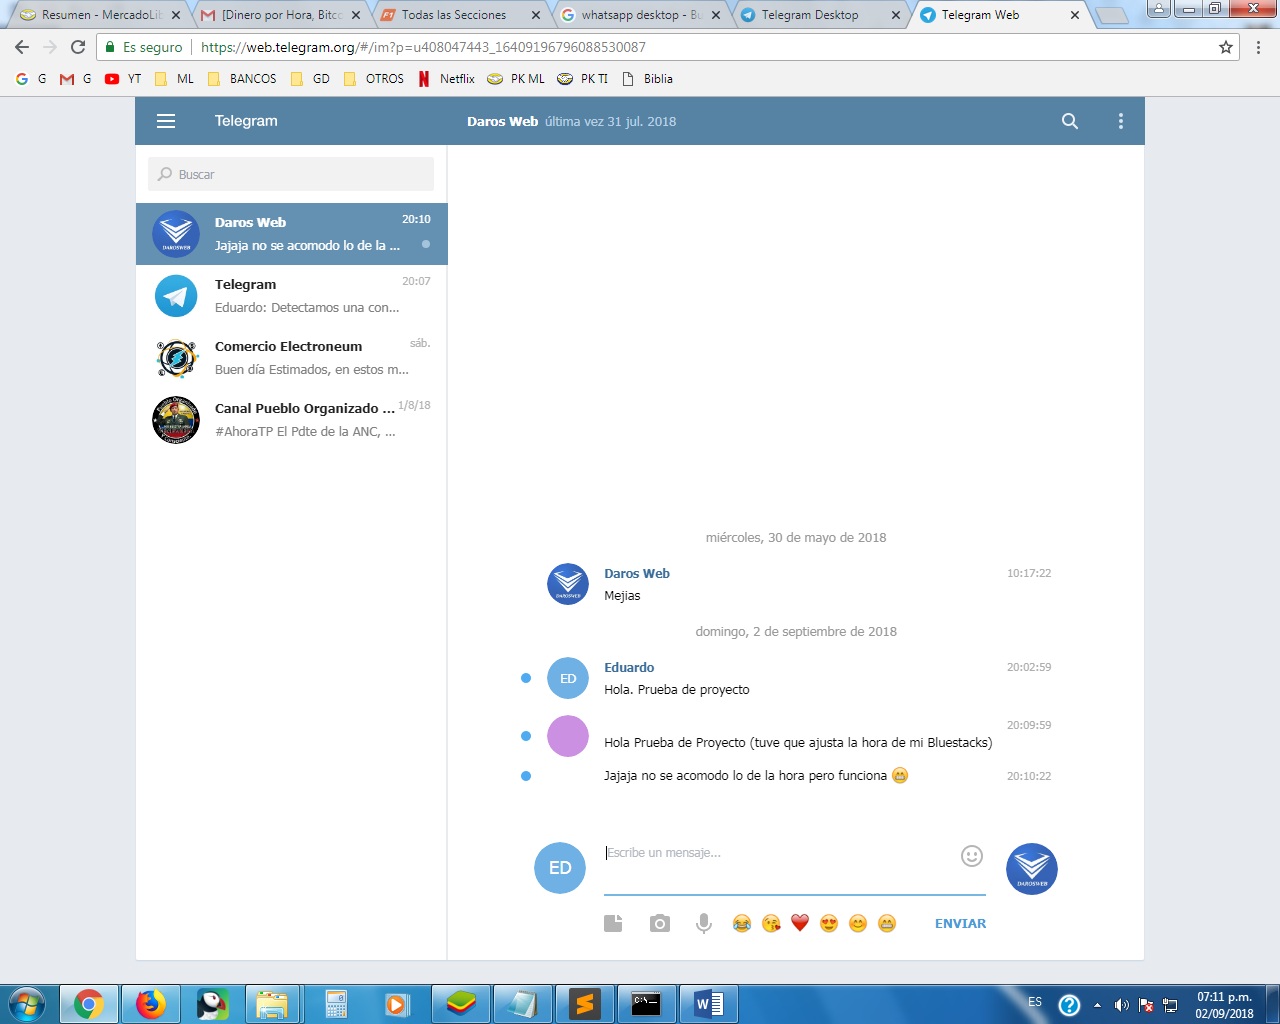 Resumen - MercadoLib
[Dinero por Hora, Bitco
Todas las Secciones
whatsapp desktop - Bu
Telegram Desktop
Telegram Web
Es seguro
https://web.telegram.org/#/im?p=u408047443_16409196796088530087
G
G
YT
ML
BANCOS
GD
OTROS
Netflix
PK ML
PK TI
Biblia
Telegram
Daros Web última vez 31 jul. 2018
Buscar
Daros Web 20:10
Jajaja no se acomodo lo de la ...
Telegram 20:07
Eduardo: Detectamos una con...
Comercio Electroneum sáb.
Buen día Estimados, en estos m...
Canal Pueblo Organizado ... 1/8/18
#AhoraTP El Pdte de la ANC, ...
miércoles, 30 de mayo de 2018
DAROSWEB
Daros Web 10:17:22
Mejias
domingo, 2 de septiembre de 2018
ED
Eduardo 20:02:59
Hola. Prueba de proyecto
20:09:59
Hola Prueba de Proyecto (tuve que ajusta la hora de mi Bluestacks)
Jajaja no se acomodo lo de la hora pero funciona 😁 20:10:22
ED
Escribe un mensaje...
DAROSWEB
ENVIAR
ES
07:11 p.m.
02/09/2018